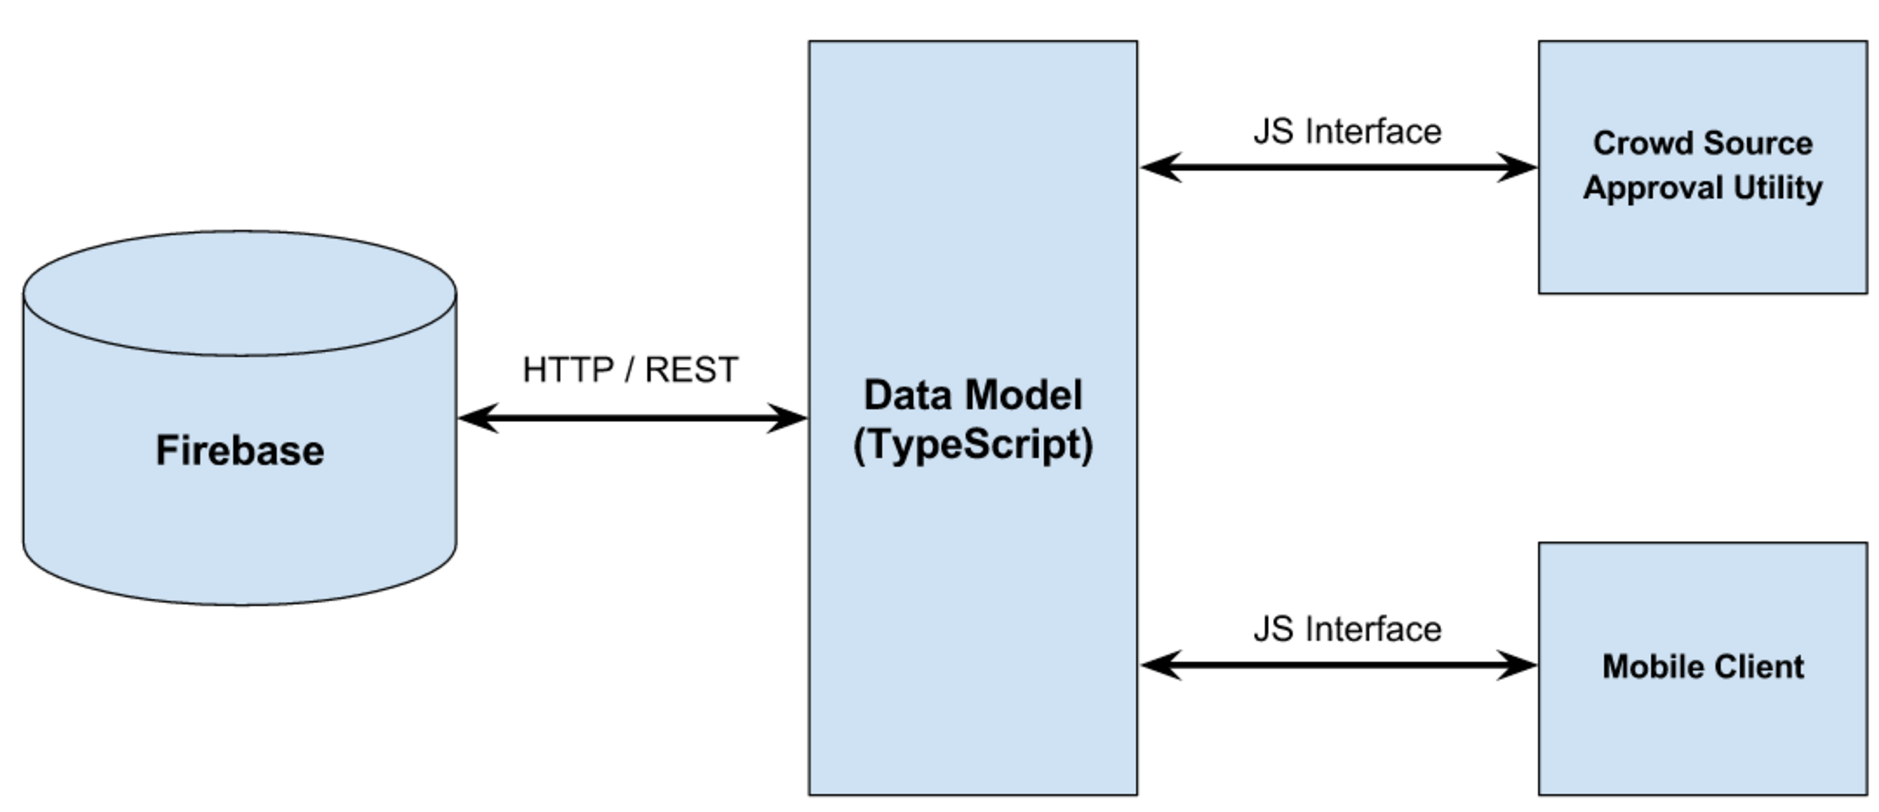 JS Interface
Crowd Source
Approval Utility
HTTP / REST
Data Model
(TypeScript)
Firebase
JS Interface
Mobile Client